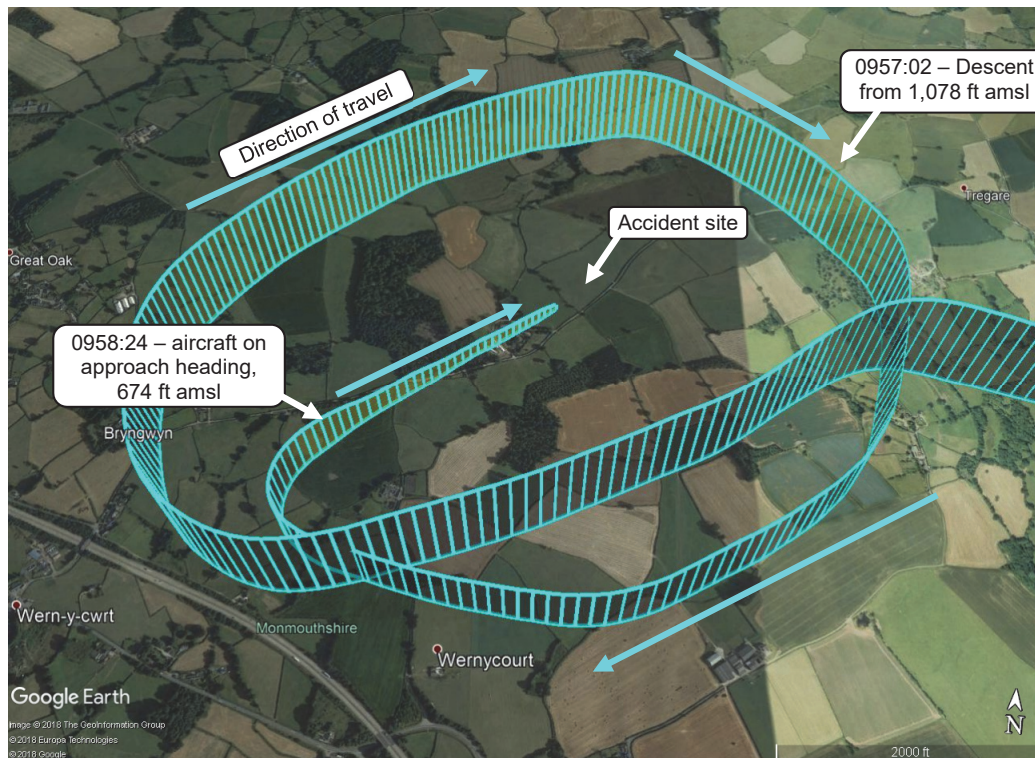 0957:02 – Descent
from 1,078 ft amsl
Direction of travel
Tregare
Accident site
Great Oak
0958:24 – aircraft on
approach heading,
674 ft amsl
Bryngwyn
Wern-y-cwrt
Monmouthshire
Wernycourt
Google Earth
Image © 2018 The GeoInformation Group
© 2018 Europa Technologies
© 2018 Google
N
2000 ft